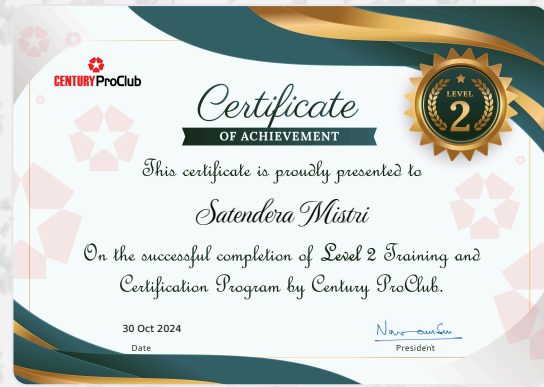 CENTURY ProClub
LEVEL
2
Certificate
OF ACHIEVEMENT
This certificate is proudly presented to
Satendera Mistri
On the successful completion of Level 2 Training and
Certification Program by Century ProClub.
30 Oct 2024
Date
President